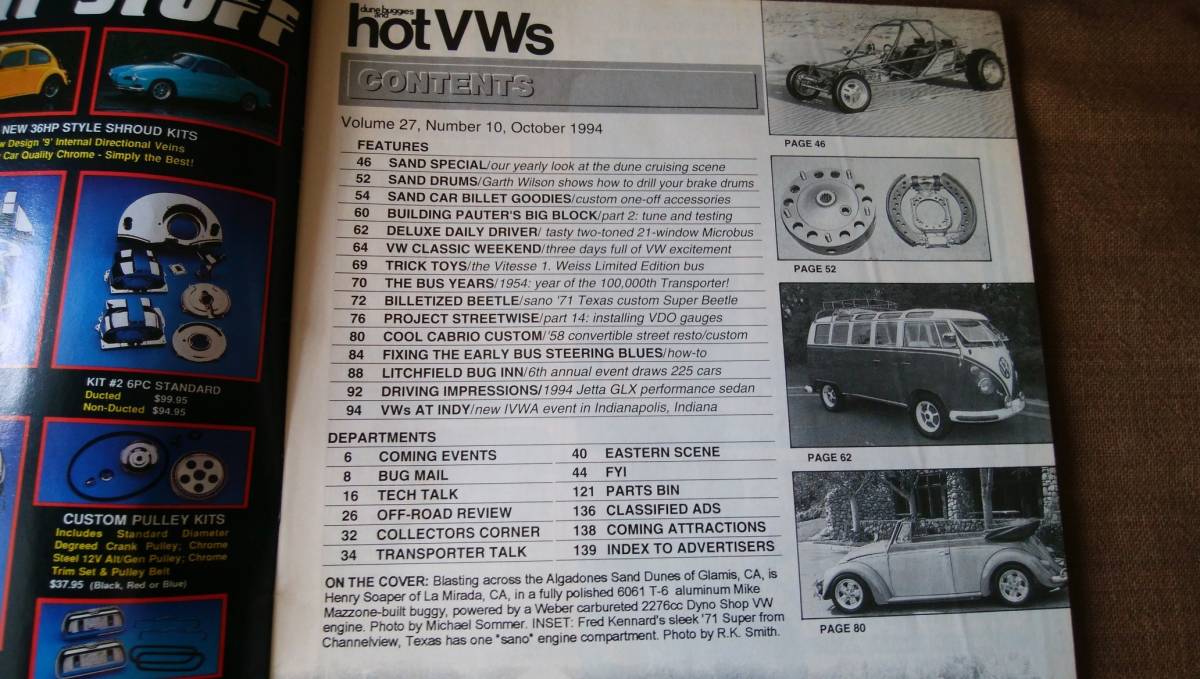 STUFF
NEW 36HP STYLE SHROUD KITS
Design '9' Internal Directional Veins
Car Quality Chrome - Simply the Best!
KIT #2 6PC STANDARD
Ducted $99.95
Non-Ducted $94.95
CUSTOM PULLEY KITS
Includes Standard Diameter
Degreed Crank Pulley; Chrome
Steel 12V Alt/Gen Pulley; Chrome
Trim Set & Pulley Belt
$37.95 (Black, Red or Blue)
dune buggies
and
hotVWs
CONTENTS
Volume 27, Number 10, October 1994
FEATURES
46 SAND SPECIAL/our yearly look at the dune cruising scene
52 SAND DRUMS/Garth Wilson shows how to drill your brake drums
54 SAND CAR BILLET GOODIES/custom one-off accessories
60 BUILDING PAUTER'S BIG BLOCK/part 2: tune and testing
62 DELUXE DAILY DRIVER/ tasty two-toned 21-window Microbus
64 VW CLASSIC WEEKEND/three days full of VW excitement
69 TRICK TOYS/the Vitesse 1. Weiss Limited Edition bus
70 THE BUS YEARS/1954: year of the 100,000th Transporter!
72 BILLETIZED BEETLE/sano '71 Texas custom Super Beetle
76 PROJECT STREETWISE/part 14: installing VDO gauges
80 COOL CABRIO CUSTOM/'58 convertible street resto/custom
84 FIXING THE EARLY BUS STEERING BLUES/how-to
88 LITCHFIELD BUG INN/6th annual event draws 225 cars
92 DRIVING IMPRESSIONS/1994 Jetta GLX performance sedan
94 VWs AT INDY/new IVWA event in Indianapolis, Indiana
DEPARTMENTS
6 COMING EVENTS
8 BUG MAIL
16 TECH TALK
26 OFF-ROAD REVIEW
32 COLLECTORS CORNER
34 TRANSPORTER TALK
40 EASTERN SCENE
44 FYI
121 PARTS BIN
136 CLASSIFIED ADS
138 COMING ATTRACTIONS
139 INDEX TO ADVERTISERS
ON THE COVER: Blasting across the Algadones Sand Dunes of Glamis, CA, is
Henry Soaper of La Mirada, CA, in a fully polished 6061 T-6 aluminum Mike
Mazzone-built buggy, powered by a Weber carbureted 2276cc Dyno Shop VW
engine. Photo by Michael Sommer. INSET: Fred Kennard's sleek '71 Super from
Channelview, Texas has one "sano" engine compartment. Photo by R.K. Smith.
PAGE 46
PAGE 52
PAGE 62
PAGE 80